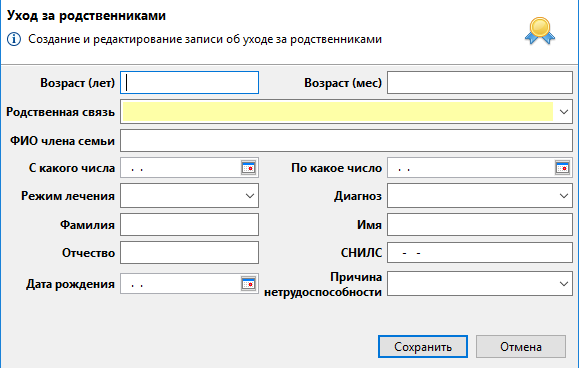 Уход за родственниками
Создание и редактирование записи об уходе за родственниками
Возраст (лет) Возраст (мес)
Родственная связь
ФИО члена семьи
С какого числа . . По какое число . .
Режим лечения Диагноз
Фамилия Имя
Отчество СНИЛС - -
Дата рождения . . Причина
нетрудоспособности
Сохранить Отмена